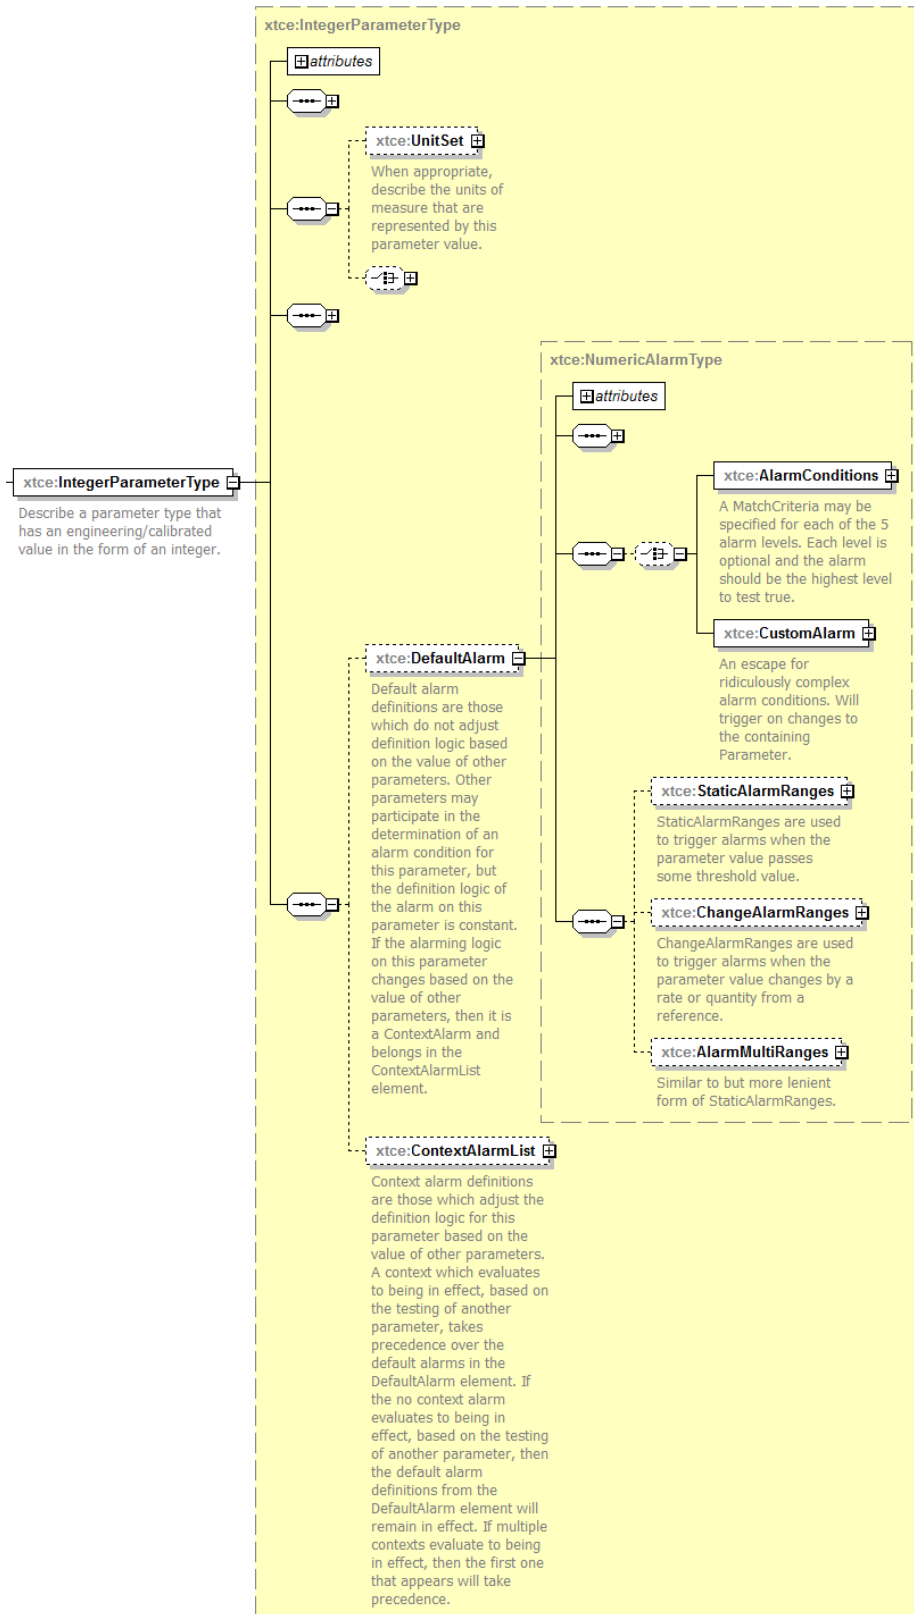 xtce:IntegerParameterType
attributes
xtce:UnitSet
When appropriate,
describe the units of
measure that are
represented by this
parameter value.
xtce:NumericAlarmType
attributes
xtce:IntegerParameterType
Describe a parameter type that
has an engineering/calibrated
value in the form of an integer.
xtce:AlarmConditions
A MatchCriteria may be
specified for each of the 5
alarm levels. Each level is
optional and the alarm
should be the highest level
to test true.
xtce:CustomAlarm
An escape for
ridiculously complex
alarm conditions. Will
trigger on changes to
the containing
Parameter.
xtce:DefaultAlarm
Default alarm
definitions are those
which do not adjust
definition logic based
on the value of other
parameters. Other
parameters may
participate in the
determination of an
alarm condition for
this parameter, but
the definition logic of
the alarm on this
parameter is constant.
If the alarming logic
on this parameter
changes based on the
value of other
parameters, then it is
a ContextAlarm and
belongs in the
ContextAlarmList
element.
xtce:StaticAlarmRanges
StaticAlarmRanges are used
to trigger alarms when the
parameter value passes
some threshold value.
xtce:ChangeAlarmRanges
ChangeAlarmRanges are used
to trigger alarms when the
parameter value changes by a
rate or quantity from a
reference.
xtce:AlarmMultiRanges
Similar to but more lenient
form of StaticAlarmRanges.
xtce:ContextAlarmList
Context alarm definitions
are those which adjust the
definition logic for this
parameter based on the
value of other parameters.
A context which evaluates
to being in effect, based on
the testing of another
parameter, takes
precedence over the
default alarms in the
DefaultAlarm element. If
the no context alarm
evaluates to being in
effect, based on the testing
of another parameter, then
the default alarm
definitions from the
DefaultAlarm element will
remain in effect. If multiple
contexts evaluate to being
in effect, then the first one
that appears will take
precedence.